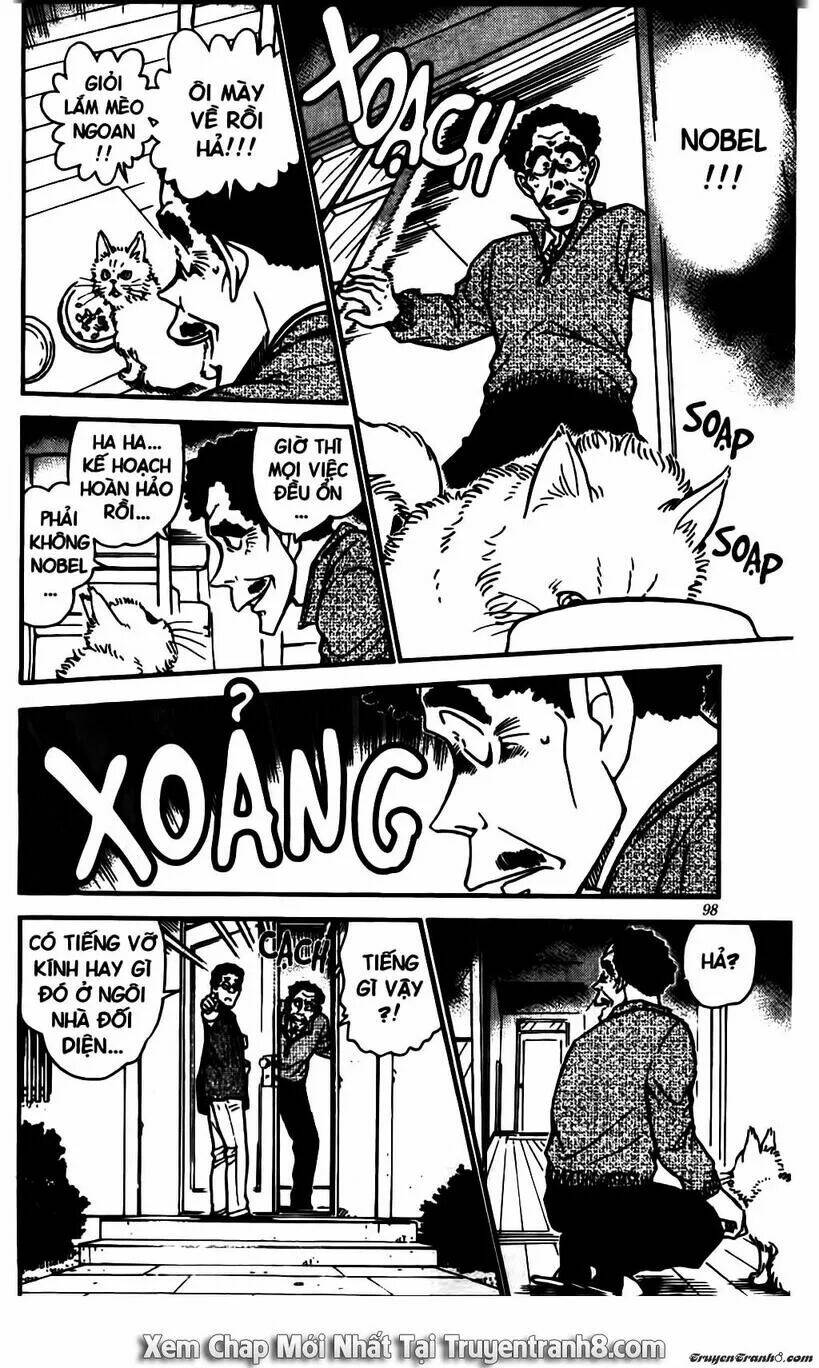 XOẠCH
NOBEL
!!!
ÔI MÀY
VỀ RỒI
HẢ!!!
GIỎI
LẮM MÈO
NGOAN
!!
SOẠP
SOẠP
GIỜ THÌ
MỌI VIỆC
ĐỀU ỔN
...
HA HA...
KẾ HOẠCH
HOÀN HẢO
RỒI...
PHẢI
KHÔNG
NOBEL
...
XOẢNG
98
HẢ?
CẠCH
TIẾNG
GÌ VẬY
?!
CÓ TIẾNG VỠ
KÍNH HAY GÌ
ĐÓ Ở NGÔI
NHÀ ĐỐI
DIỆN...
Xem Chap Mới Nhất Tại Truyentranh8.com
TruyenTranh8.com